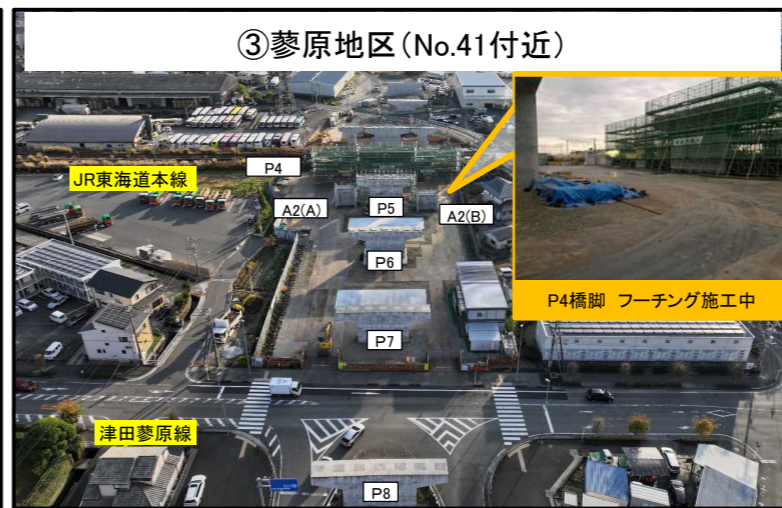 ③蓼原地区(No.41付近)
P4
JR東海道本線
A2(A)
P5
A2(B)
P6
P4橋脚 フーチング施工中
P7
津田蓼原線
P8